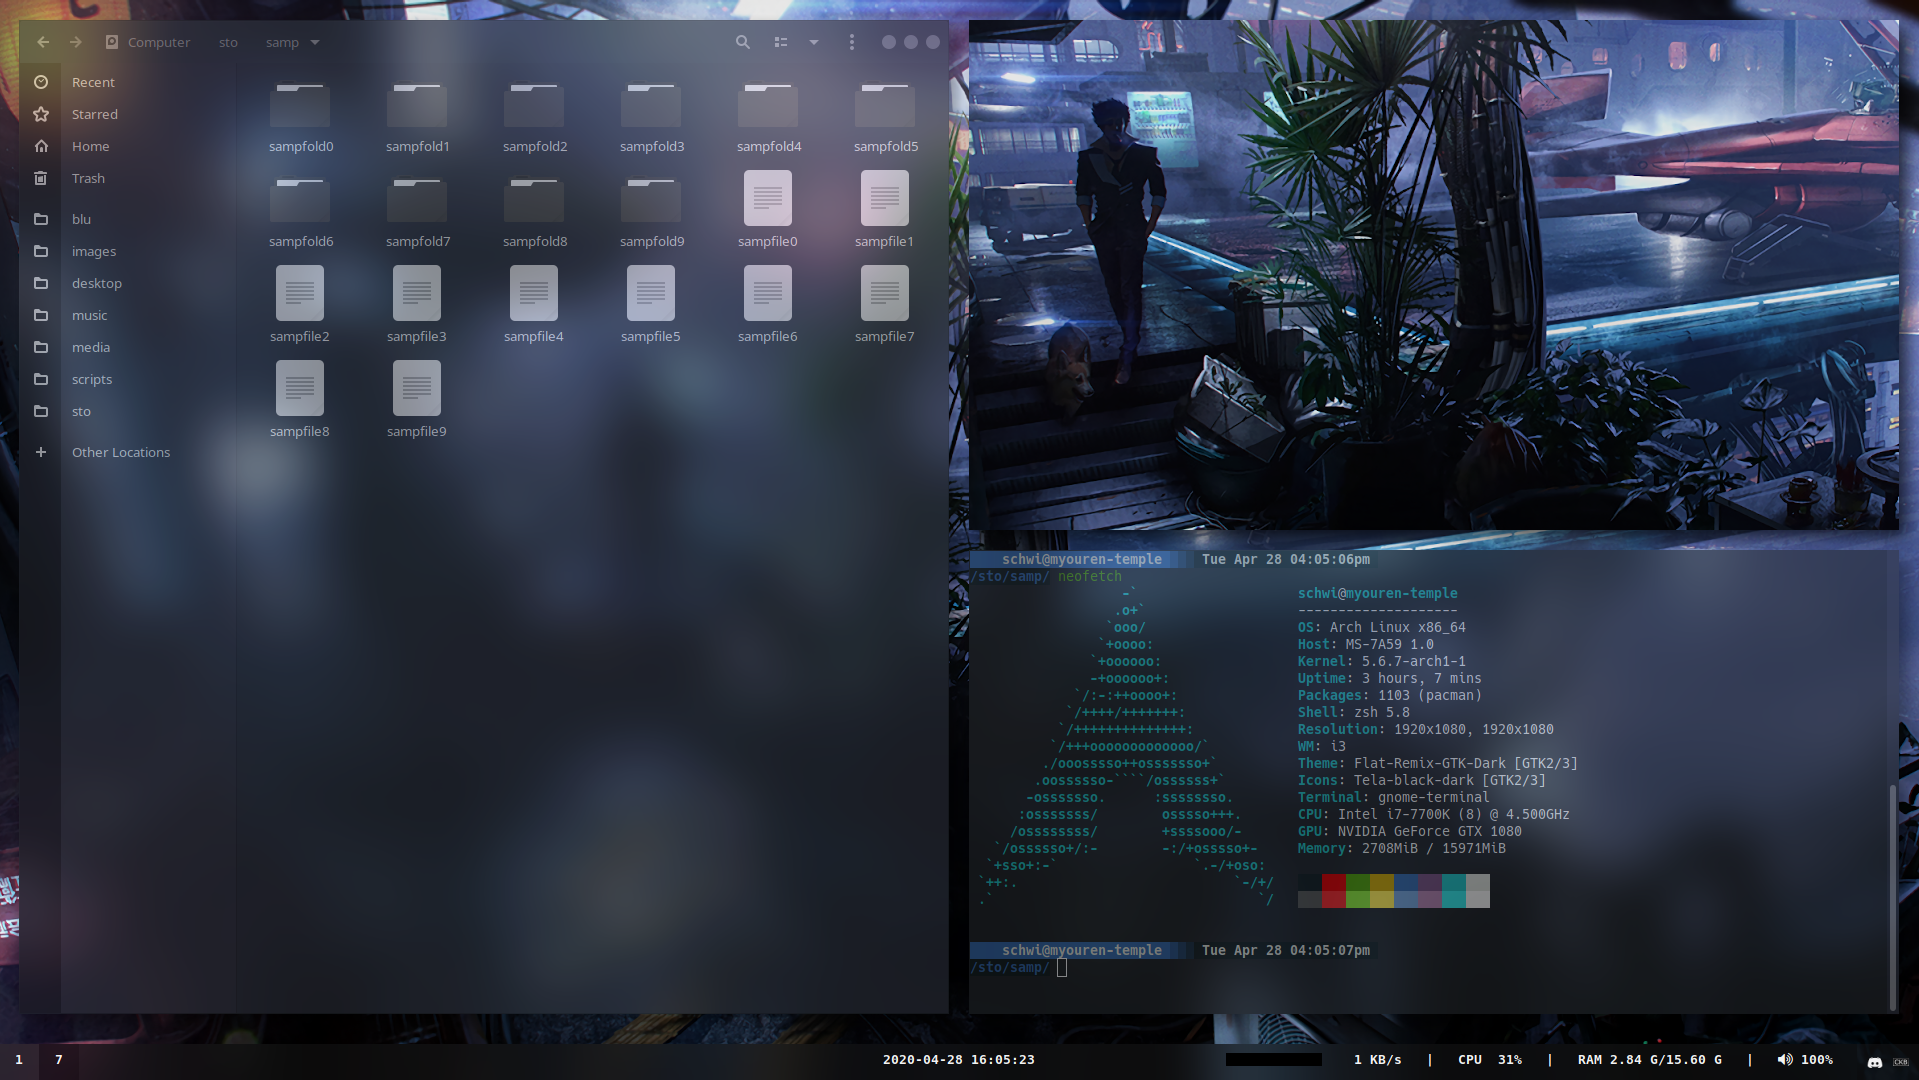 Computer sto samp
Recent
Starred
Home
Trash
blu
images
desktop
music
media
scripts
sto
Other Locations
sampfold0 sampfold1 sampfold2 sampfold3 sampfold4 sampfold5
sampfold6 sampfold7 sampfold8 sampfold9 sampfile0 sampfile1
sampfile2 sampfile3 sampfile4 sampfile5 sampfile6 sampfile7
sampfile8 sampfile9
schwi@myouren-temple Tue Apr 28 04:05:06pm
/sto/samp/ neofetch
-`
.o+`
`ooo/
`+oooo:
`+oooooo:
-+oooooo+:
`/:-:++oooo+:
`/++++/+++++++:
`/++++++++++++++:
`/+++ooooooooooooo/`
./ooosssso++osssssso+`
.oossssso-````/ossssss+`
-osssssso. :ssssssso.
:osssssss/ osssso+++.
/ossssssss/ +ssssooo/-
`/ossssso+/:- -:/+osssso+-
`+sso+:-` `.-/+oso:
`++:. `-/+/
.` `/
schwi@myouren-temple
--------------------
OS: Arch Linux x86_64
Host: MS-7A59 1.0
Kernel: 5.6.7-arch1-1
Uptime: 3 hours, 7 mins
Packages: 1103 (pacman)
Shell: zsh 5.8
Resolution: 1920x1080, 1920x1080
WM: i3
Theme: Flat-Remix-GTK-Dark [GTK2/3]
Icons: Tela-black-dark [GTK2/3]
Terminal: gnome-terminal
CPU: Intel i7-7700K (8) @ 4.500GHz
GPU: NVIDIA GeForce GTX 1080
Memory: 2708MiB / 15971MiB
schwi@myouren-temple Tue Apr 28 04:05:07pm
/sto/samp/
1 7 2020-04-28 16:05:23 1 KB/s | CPU 31% | RAM 2.84 G/15.60 G | 100% CKB